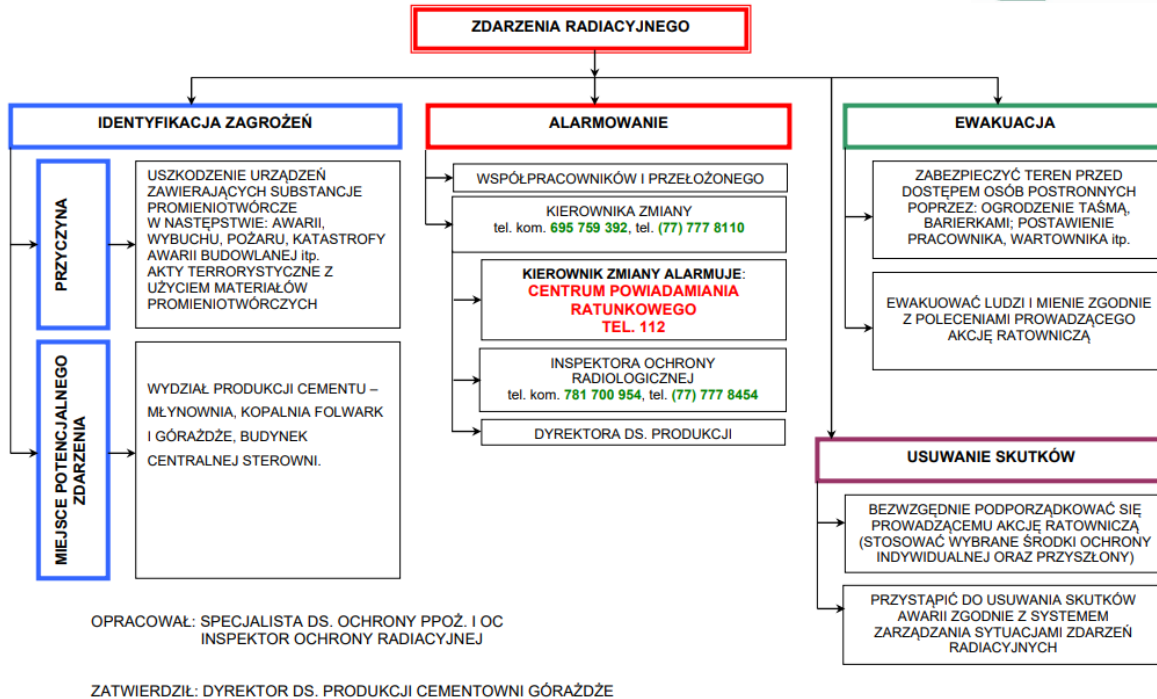 ZDARZENIA RADIACYJNEGO
IDENTYFIKACJA ZAGROŻEŃ
PRZYCZYNA
USZKODZENIE URZĄDZEŃ
ZAWIERAJĄCYCH SUBSTANCJE
PROMIENIOTWÓRCZE
W NASTĘPSTWIE: AWARII,
WYBUCHU, POŻARU, KATASTROFY
AWARII BUDOWLANEJ itp.
AKTY TERRORYSTYCZNE Z
UŻYCIEM MATERIAŁÓW
PROMIENIOTWÓRCZYCH
MIEJSCE POTENCJALNEGO
ZDARZENIA
WYDZIAŁ PRODUKCJI CEMENTU –
MŁYNOWNIA, KOPALNIA FOLWARK
I GÓRAŻDŻE, BUDYNEK
CENTRALNEJ STEROWNI.
ALARMOWANIE
WSPÓŁPRACOWNIKÓW I PRZEŁOŻONEGO
KIEROWNIKA ZMIANY
tel. kom. 695 759 392, tel. (77) 777 8110
KIEROWNIK ZMIANY ALARMUJE:
CENTRUM POWIADAMIANIA
RATUNKOWEGO
TEL. 112
INSPEKTORA OCHRONY
RADIOLOGICZNEJ
tel. kom. 781 700 954, tel. (77) 777 8454
DYREKTORA DS. PRODUKCJI
EWAKUACJA
ZABEZPIECZYĆ TEREN PRZED
DOSTĘPEM OSÓB POSTRONNYCH
POPRZEZ: OGRODZENIE TAŚMĄ,
BARIERKAMI; POSTAWIENIE
PRACOWNIKA, WARTOWNIKA itp.
EWAKUOWAĆ LUDZI I MIENIE ZGODNIE
Z POLECENIAMI PROWADZĄCEGO
AKCJĘ RATOWNICZĄ
USUWANIE SKUTKÓW
BEZWZGĘDNIE PODPORZĄDKOWAĆ SIĘ
PROWADZĄCEMU AKCJĘ RATOWNICZĄ
(STOSOWAĆ WYBRANE ŚRODKI OCHRONY
INDYWIDUALNEJ ORAZ PRZYSZŁONY)
PRZYSTĄPIĆ DO USUWANIA SKUTKÓW
AWARII ZGODNIE Z SYSTEMEM
ZARZĄDZANIA SYTUACJAMI ZDARZEŃ
RADIACYJNYCH
OPRACOWAŁ: SPECJALISTA DS. OCHRONY PPOŻ. I OC
INSPEKTOR OCHRONY RADIACYJNEJ
ZATWIERDZIŁ: DYREKTOR DS. PRODUKCJI CEMENTOWNI GÓRAŻDŻE